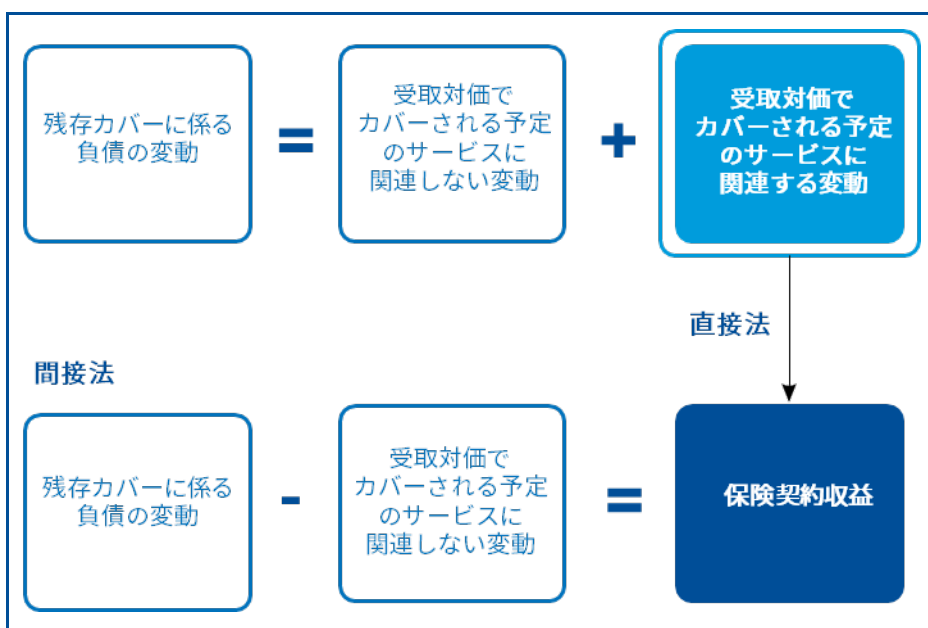 残存カバーに係る
負債の変動
=
受取対価で
カバーされる予定
のサービスに
関連しない変動
+
受取対価で
カバーされる予定
のサービスに
関連する変動
直接法
間接法
残存カバーに係る
負債の変動
-
受取対価で
カバーされる予定
のサービスに
関連しない変動
=
保険契約収益